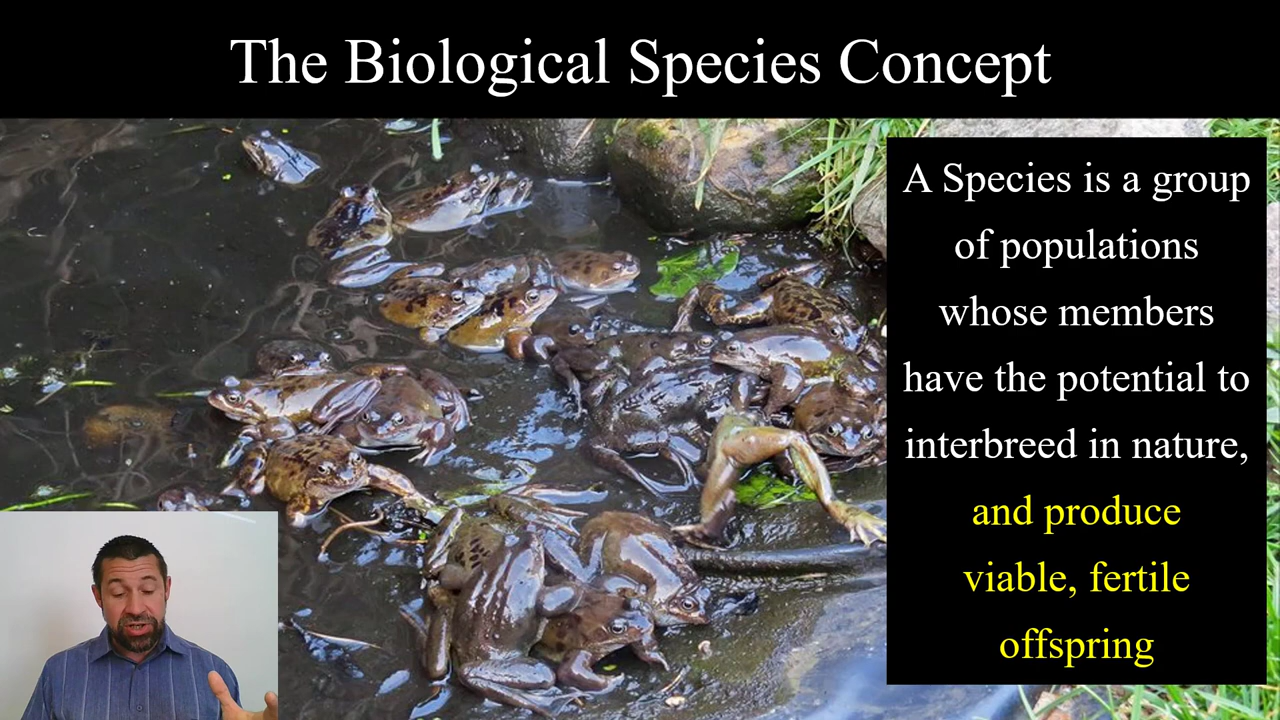 The Biological Species Concept
A Species is a group
of populations
whose members
have the potential to
interbreed in nature,
and produce
viable, fertile
offspring